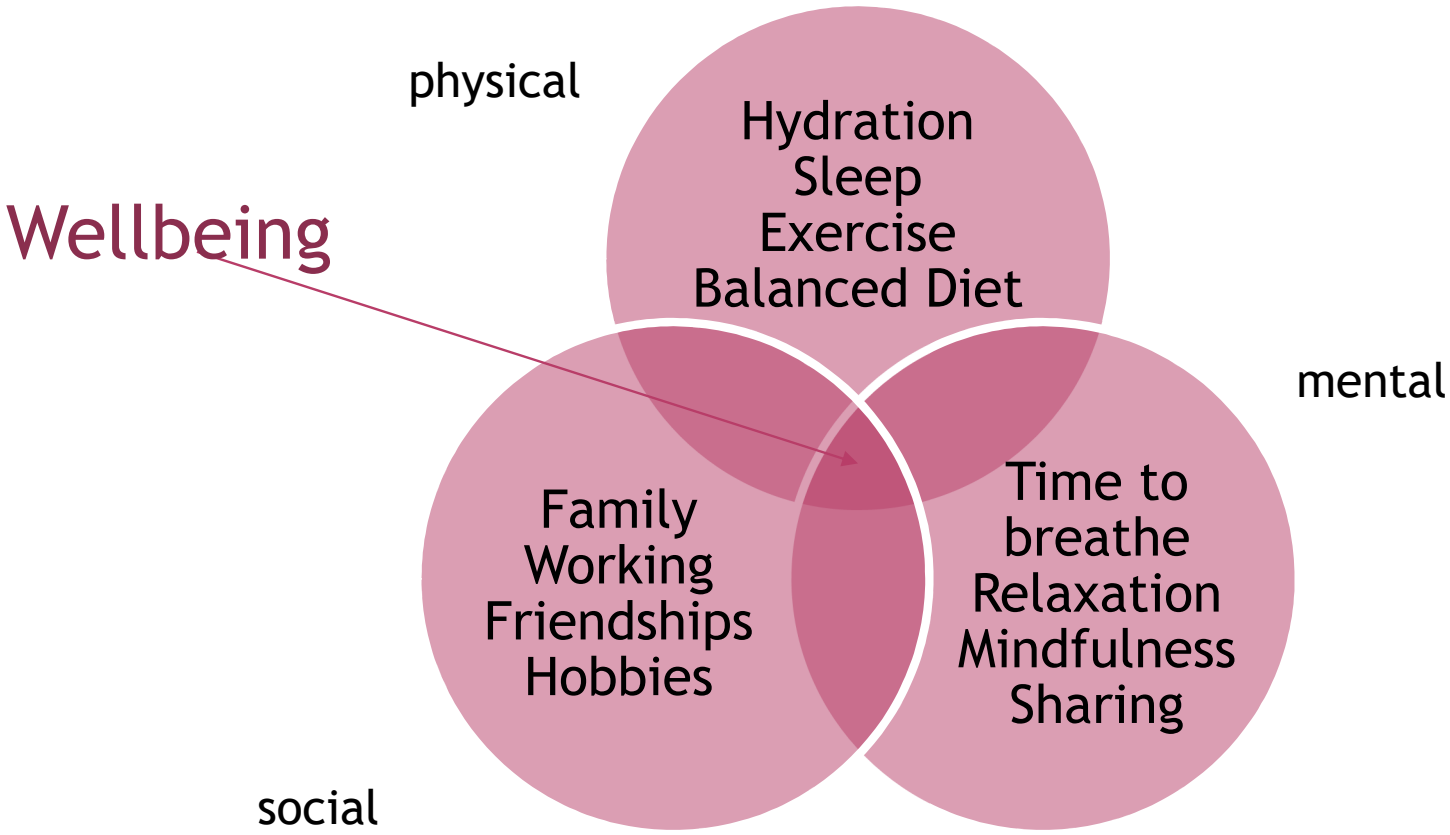 physical
Hydration
Sleep
Exercise
Balanced Diet
Wellbeing
mental
Time to
breathe
Relaxation
Mindfulness
Sharing
Family
Working
Friendships
Hobbies
social